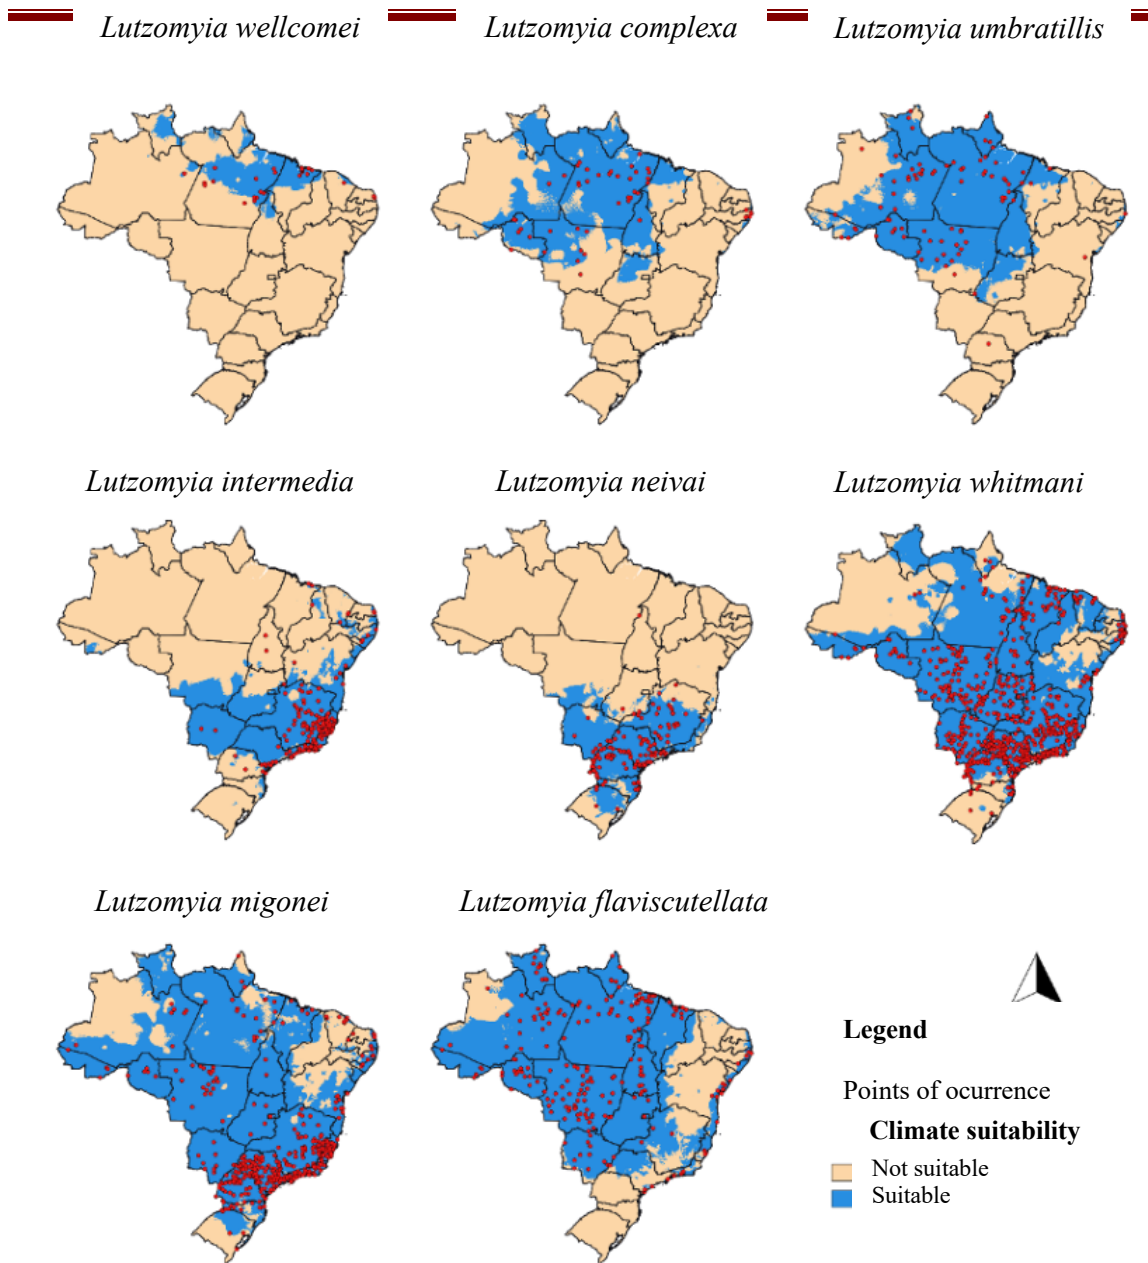 Lutzomyia wellcomei
Lutzomyia complexa
Lutzomyia umbratillis
Lutzomyia intermedia
Lutzomyia neivai
Lutzomyia whitmani
Lutzomyia migonei
Lutzomyia flaviscutellata
Legend
Points of ocurrence
Climate suitability
Not suitable
Suitable